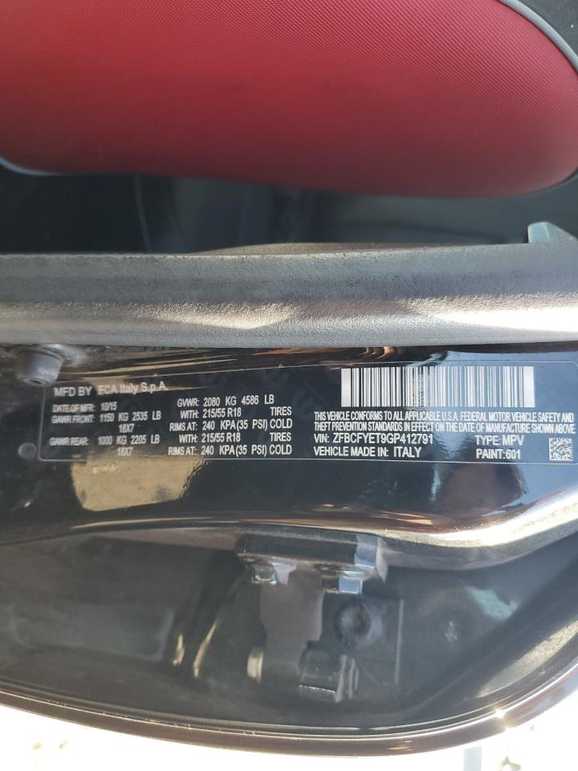 MFD BY FCA Italy S.p.A.
DATE OF MFR: 10/15 GVWR: 2080 KG 4586 LB
GAWR FRONT: 1150 KG 2535 LB WITH: 215/55 R18 TIRES
18X7 RIMS AT: 240 KPA(35 PSI) COLD
GAWR REAR: 1000 KG 2205 LB WITH: 215/55 R18 TIRES
18X7 RIMS AT: 240 KPA(35 PSI) COLD
THIS VEHICLE CONFORMS TO ALL APPLICABLE U.S.A. FEDERAL MOTOR VEHICLE SAFETY,
BUMPER, AND THEFT PREVENTION STANDARDS IN EFFECT ON THE DATE OF MANUFACTURE SHOWN ABOVE.
VIN: ZFBCFYET9GP412791 TYPE: MPV
VEHICLE MADE IN: ITALY PAINT: 601